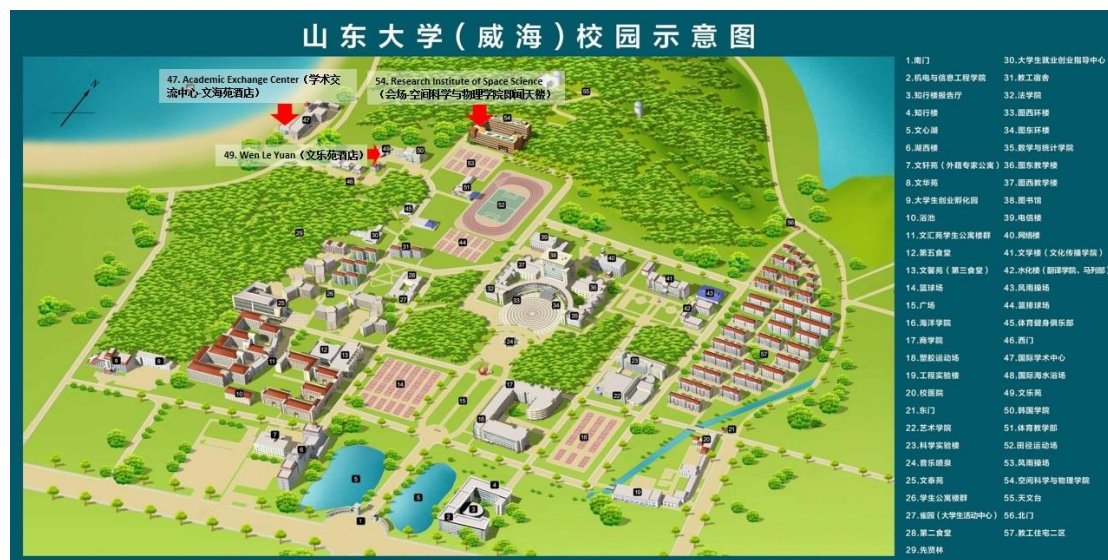 山东大学(威海)校园示意图
47. Academic Exchange Center(学术交
流中心-文海苑酒店)
54. Research Institute of Space Science
(会场-空间科学与物理学院即闻天楼)
49. Wen Le Yuan(文乐苑酒店)
N
1.南门
2.机电与信息工程学院
3.知行楼报告厅
4.知行楼
5.文心湖
6.湖西楼
7.文轩苑(外籍专家公寓)
8.文华苑
9.大学生创业孵化园
10.浴池
11.文汇苑学生公寓楼群
12.第五食堂
13.文馨苑(第三食堂)
14.篮球场
15.广场
16.海洋学院
17.商学院
18.塑胶运动场
19.工程实验楼
20.校医院
21.东门
22.艺术学院
23.科学实验楼
24.音乐喷泉
25.文泰苑
26.学生公寓楼群
27.雀园(大学生活动中心)
28.第二食堂
29.先贤林
30.大学生就业创业指导中心
31.教工宿舍
32.法学院
33.图西环楼
34.图东环楼
35.数学与统计学院
36.图东教学楼
37.图西教学楼
38.图书馆
39.电信楼
40.网络楼
41.文学楼(文化传播学院)
42.水化楼(翻译学院、马列部)
43.风雨操场
44.篮排球场
45.体育健身俱乐部
46.西门
47.国际学术中心
48.国际海水浴场
49.文乐苑
50.韩国学院
51.体育教学部
52.田径运动场
53.风雨操场
54.空间科学与物理学院
55.天文台
56.北门
57.教工住宅二区